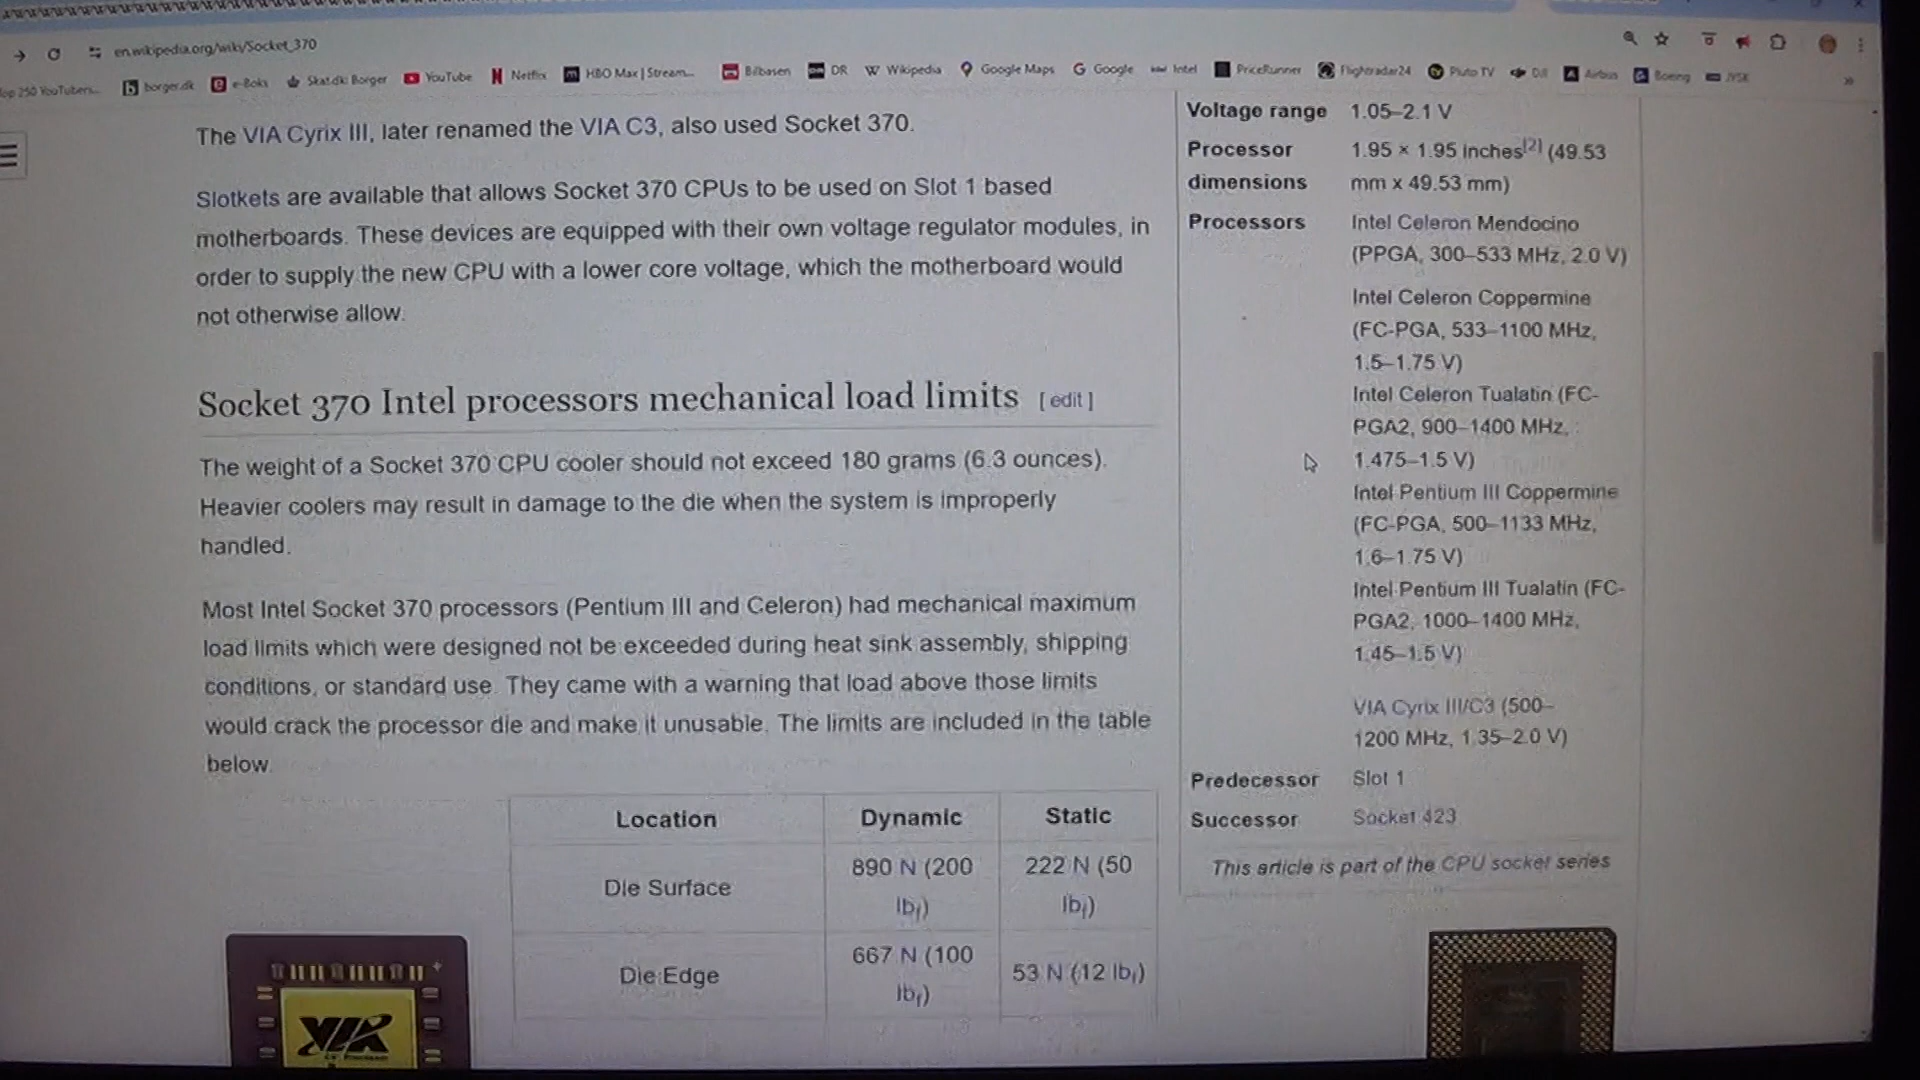 en.wikipedia.org/wiki/Socket_370
op 250 YouTubers...
borger.dk
e-Boks
Skat.dk: Borger
YouTube
Netflix
HBO Max | Stream...
Bilbasen
DR
Wikipedia
Google Maps
Google
Intel
PriceRunner
Flightradar24
Pluto TV
DJI
Airbus
Boeing
JYSK
The VIA Cyrix III, later renamed the VIA C3, also used Socket 370.
Slotkets are available that allows Socket 370 CPUs to be used on Slot 1 based
motherboards. These devices are equipped with their own voltage regulator modules, in
order to supply the new CPU with a lower core voltage, which the motherboard would
not otherwise allow.
Socket 370 Intel processors mechanical load limits [ edit ]
The weight of a Socket 370 CPU cooler should not exceed 180 grams (6.3 ounces).
Heavier coolers may result in damage to the die when the system is improperly
handled.
Most Intel Socket 370 processors (Pentium III and Celeron) had mechanical maximum
load limits which were designed not be exceeded during heat sink assembly, shipping
conditions, or standard use. They came with a warning that load above those limits
would crack the processor die and make it unusable. The limits are included in the table
below.
Location Dynamic Static
Die Surface 890 N (200 lbf) 222 N (50 lbf)
Die Edge 667 N (100 lbf) 53 N (12 lbf)
VIA
Voltage range 1.05–2.1 V
Processor dimensions 1.95 × 1.95 inches[2] (49.53
mm x 49.53 mm)
Processors Intel Celeron Mendocino
(PPGA, 300–533 MHz, 2.0 V)
Intel Celeron Coppermine
(FC-PGA, 533–1100 MHz,
1.5–1.75 V)
Intel Celeron Tualatin (FC-
PGA2, 900–1400 MHz,
1.475–1.5 V)
Intel Pentium III Coppermine
(FC-PGA, 500–1133 MHz,
1.6–1.75 V)
Intel Pentium III Tualatin (FC-
PGA2, 1000–1400 MHz,
1.45–1.5 V)
VIA Cyrix III/C3 (500–
1200 MHz, 1.35–2.0 V)
Predecessor Slot 1
Successor Socket 423
This article is part of the CPU socket series